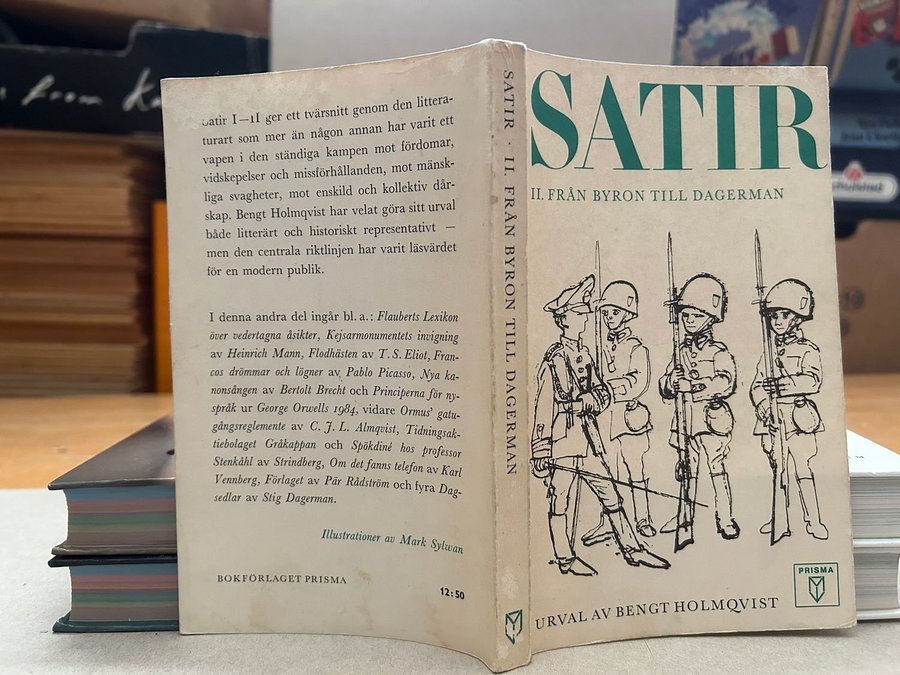 Satir I–II ger ett tvärsnitt genom den littera-
turart som mer än någon annan har varit ett
vapen i den ständiga kampen mot fördomar,
vidskepelser och missförhållanden, mot mänsk-
liga svagheter, mot enskild och kollektiv dår-
skap. Bengt Holmqvist har velat göra sitt urval
både litterärt och historiskt representativt –
men den centrala riktlinjen har varit läsvärdet
för en modern publik.
I denna andra del ingår bl. a.: Flauberts Lexikon
över vedertagna åsikter, Kejsarmonumentets invigning
av Heinrich Mann, Flodhästen av T. S. Eliot, Fran-
cos drömmar och lögner av Pablo Picasso, Nya ka-
nonsången av Bertolt Brecht och Principerna för ny-
språk ur George Orwells 1984, vidare Ormus' gatu-
gångsreglemente av C. J. L. Almqvist, Tidningsak-
tiebolaget Gråkappan och Spökdiné hos professor
Stenkåhl av Strindberg, Om det fanns telefon av Karl
Vennberg, Förlaget av Pär Rådström och fyra Dag-
sedlar av Stig Dagerman.
Illustrationer av Mark Sylwan
BOKFÖRLAGET PRISMA
12:50
SATIR · II. FRÅN BYRON TILL DAGERMAN
SATIR
II. FRÅN BYRON TILL DAGERMAN
PRISMA
URVAL AV BENGT HOLMQVIST
from